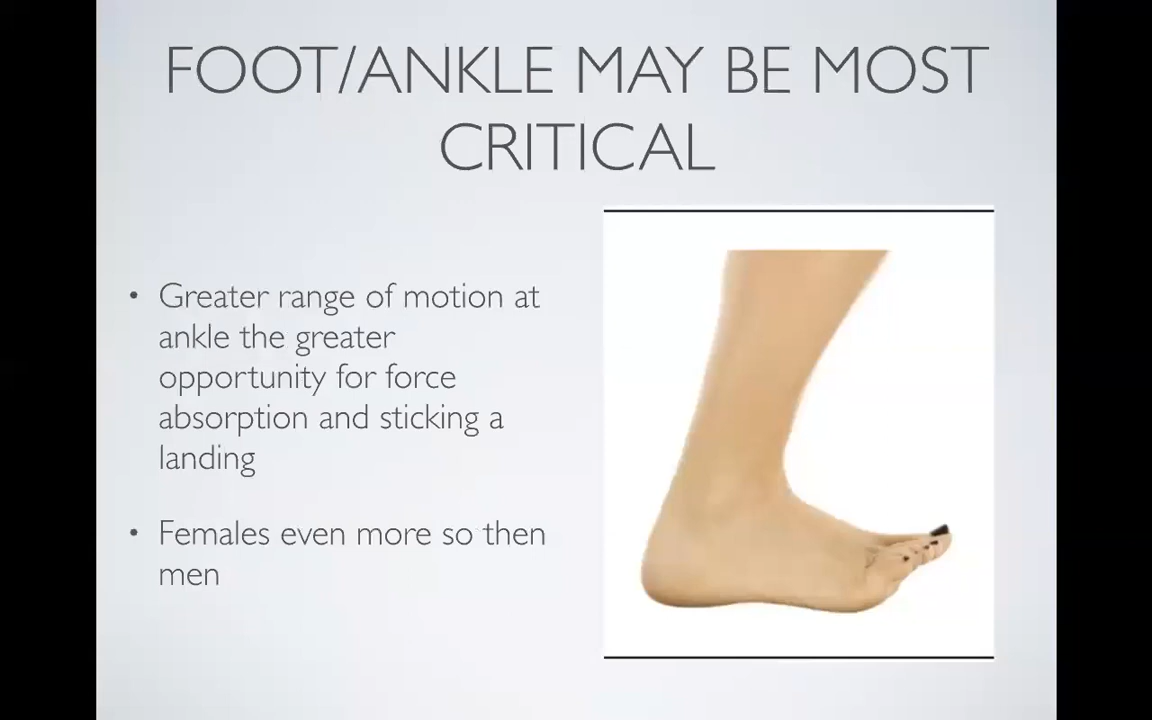 FOOT/ANKLE MAY BE MOST
CRITICAL
• Greater range of motion at
ankle the greater
opportunity for force
absorption and sticking a
landing
• Females even more so then
men